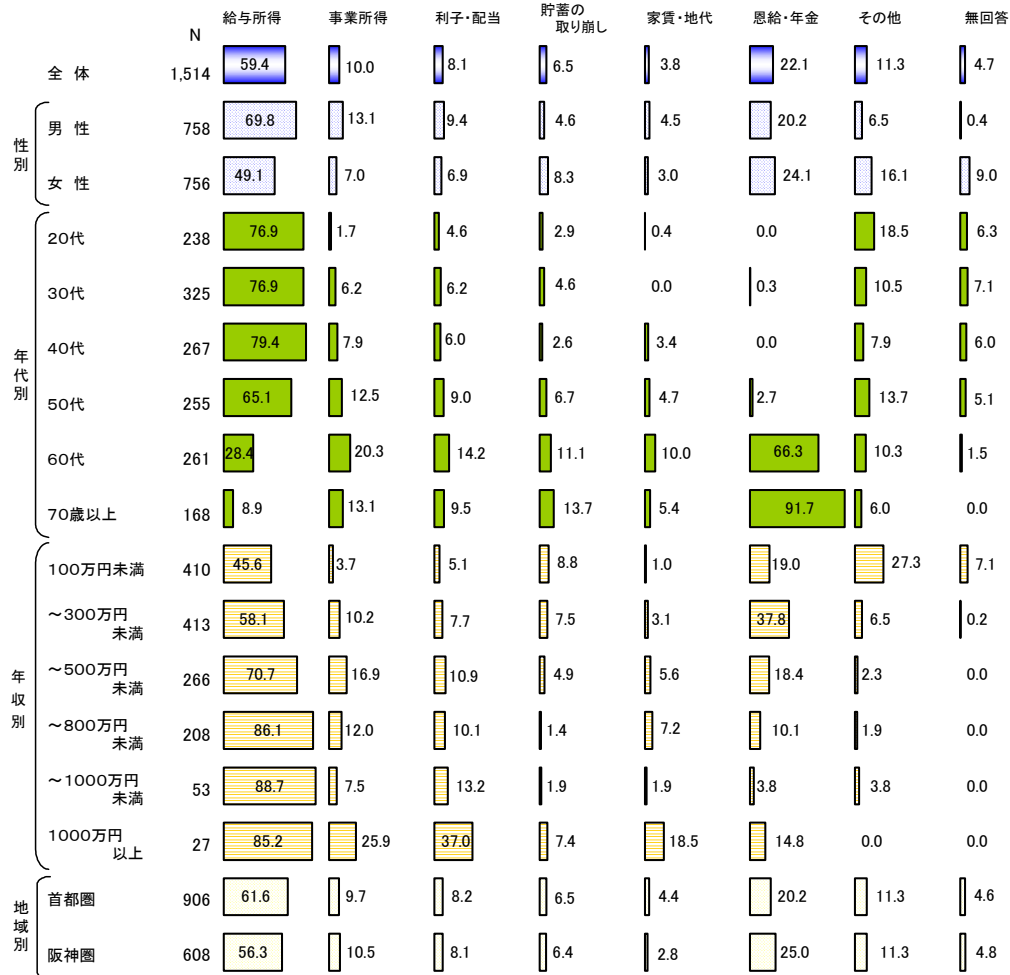 給与所得 事業所得 利子・配当 貯蓄の取り崩し 家賃・地代 恩給・年金 その他 無回答
N
全 体 1,514 59.4 10.0 8.1 6.5 3.8 22.1 11.3 4.7
性別
男 性 758 69.8 13.1 9.4 4.6 4.5 20.2 6.5 0.4
女 性 756 49.1 7.0 6.9 8.3 3.0 24.1 16.1 9.0
年代別
20代 238 76.9 1.7 4.6 2.9 0.4 0.0 18.5 6.3
30代 325 76.9 6.2 6.2 4.6 0.0 0.3 10.5 7.1
40代 267 79.4 7.9 6.0 2.6 3.4 0.0 7.9 6.0
50代 255 65.1 12.5 9.0 6.7 4.7 2.7 13.7 5.1
60代 261 28.4 20.3 14.2 11.1 10.0 66.3 10.3 1.5
70歳以上 168 8.9 13.1 9.5 13.7 5.4 91.7 6.0 0.0
年収別
100万円未満 410 45.6 3.7 5.1 8.8 1.0 19.0 27.3 7.1
～300万円未満 413 58.1 10.2 7.7 7.5 3.1 37.8 6.5 0.2
～500万円未満 266 70.7 16.9 10.9 4.9 5.6 18.4 2.3 0.0
～800万円未満 208 86.1 12.0 10.1 1.4 7.2 10.1 1.9 0.0
～1000万円未満 53 88.7 7.5 13.2 1.9 1.9 3.8 3.8 0.0
1000万円以上 27 85.2 25.9 37.0 7.4 18.5 14.8 0.0 0.0
地域別
首都圏 906 61.6 9.7 8.2 6.5 4.4 20.2 11.3 4.6
阪神圏 608 56.3 10.5 8.1 6.4 2.8 25.0 11.3 4.8